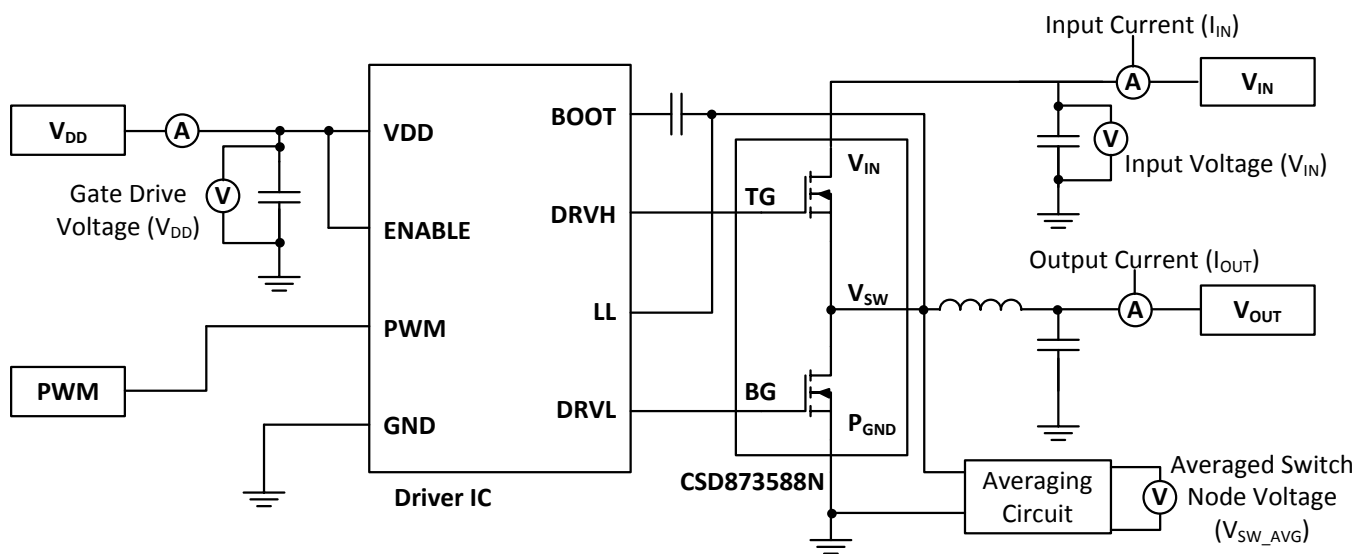 Input Current (I_IN)
V_DD
A
VDD
BOOT
A
V_IN
V
Gate Drive
Voltage (V_DD)
ENABLE
DRVH
TG
V_IN
V
Input Voltage (V_IN)
Output Current (I_OUT)
LL
V_SW
A
V_OUT
PWM
PWM
GND
DRVL
BG
P_GND
Driver IC
CSD873588N
Averaging
Circuit
V
Averaged Switch
Node Voltage
(V_SW_AVG)